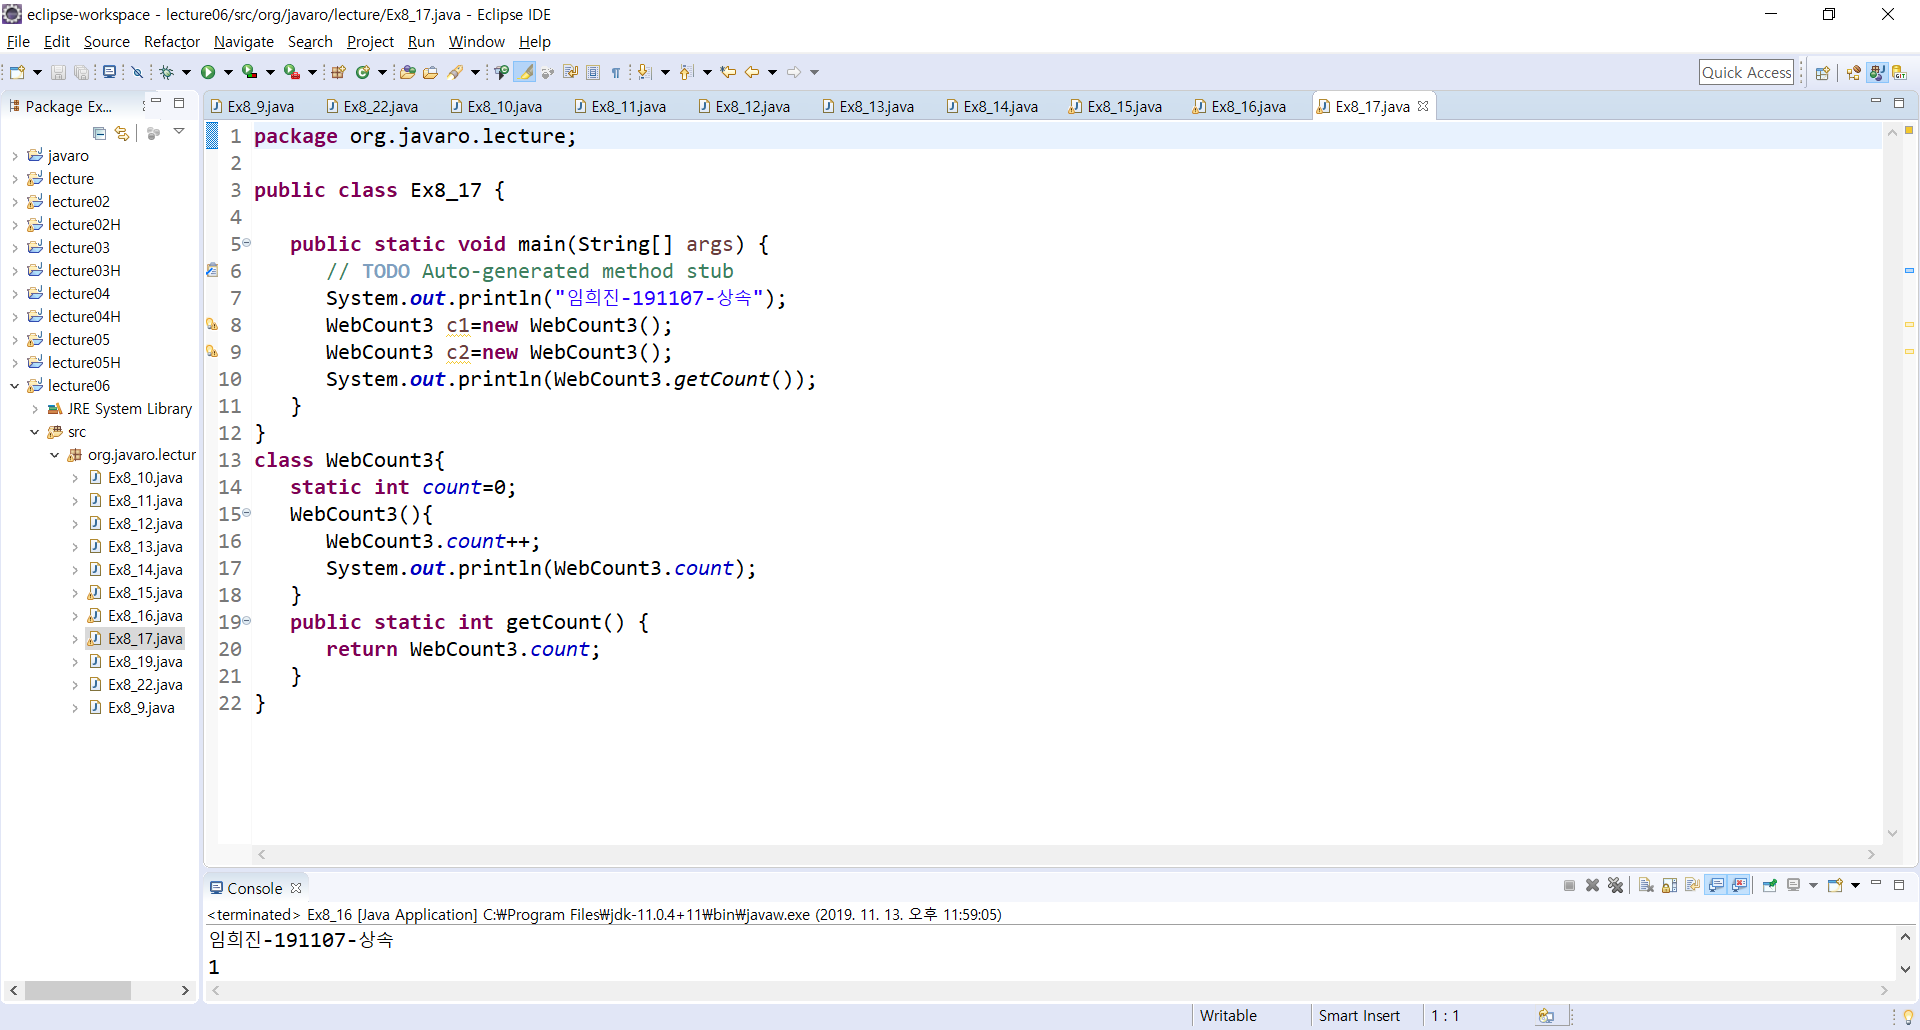 eclipse-workspace - lecture06/src/org/javaro/lecture/Ex8_17.java - Eclipse IDE
File Edit Source Refactor Navigate Search Project Run Window Help
Quick Access
Package Ex...
javaro
lecture
lecture02
lecture02H
lecture03
lecture03H
lecture04
lecture04H
lecture05
lecture05H
lecture06
JRE System Library
src
org.javaro.lectur
Ex8_10.java
Ex8_11.java
Ex8_12.java
Ex8_13.java
Ex8_14.java
Ex8_15.java
Ex8_16.java
Ex8_17.java
Ex8_19.java
Ex8_22.java
Ex8_9.java
Ex8_9.java Ex8_22.java Ex8_10.java Ex8_11.java Ex8_12.java Ex8_13.java Ex8_14.java Ex8_15.java Ex8_16.java Ex8_17.java
1 package org.javaro.lecture;
2
3 public class Ex8_17 {
4
5 public static void main(String[] args) {
6 // TODO Auto-generated method stub
7 System.out.println("임희진-191107-상속");
8 WebCount3 c1=new WebCount3();
9 WebCount3 c2=new WebCount3();
10 System.out.println(WebCount3.getCount());
11 }
12 }
13 class WebCount3{
14 static int count=0;
15 WebCount3(){
16 WebCount3.count++;
17 System.out.println(WebCount3.count);
18 }
19 public static int getCount() {
20 return WebCount3.count;
21 }
22 }
Console
<terminated> Ex8_16 [Java Application] C:₩Program Files₩jdk-11.0.4+11₩bin₩javaw.exe (2019. 11. 13. 오후 11:59:05)
임희진-191107-상속
1
Writable Smart Insert 1 : 1